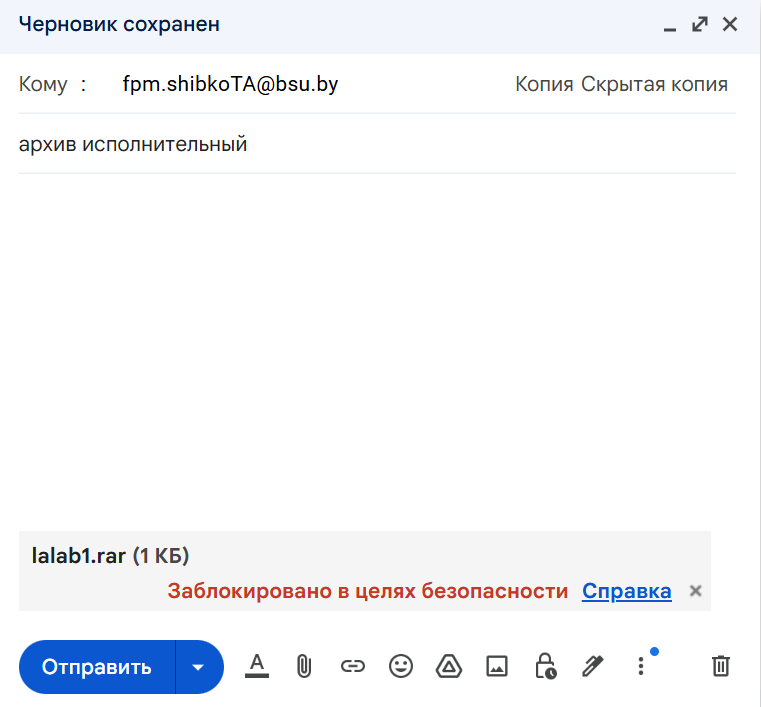 Черновик сохранен
Кому : fpm.shibkoTA@bsu.by Копия Скрытая копия
архив исполнительный
lalab1.rar (1 КБ)
Заблокировано в целях безопасности Справка
Отправить